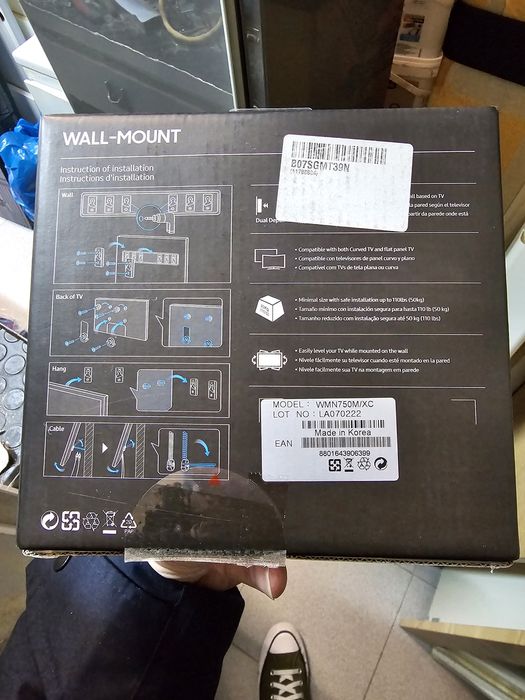 WALL-MOUNT
Instruction of installation
Instructions d'installation
Wall
Back of TV
Hang
Cable
B07SGMT39N
Dual
all based on TV
pared según el televisor
partir da parede onde está
• Compatible with both Curved TV and flat panel TV
• Compatible con televisores de panel curvo y plano
• Compatível com TVs de tela plana ou curva
• Minimal size with safe installation up to 110lbs (50kg)
• Tamaño mínimo con instalación segura para hasta 110 lb (50 kg)
• Tamanho reduzido com instalação segura até 50 kg (110 lbs)
• Easily level your TV while mounted on the wall
• Nivele fácilmente su televisor cuando esté montado en la pared
• Nivele facilmente sua TV na montagem em parede
MODEL : WMN750M/XC
LOT NO : LA070222
Made in Korea
EAN
8801643906399